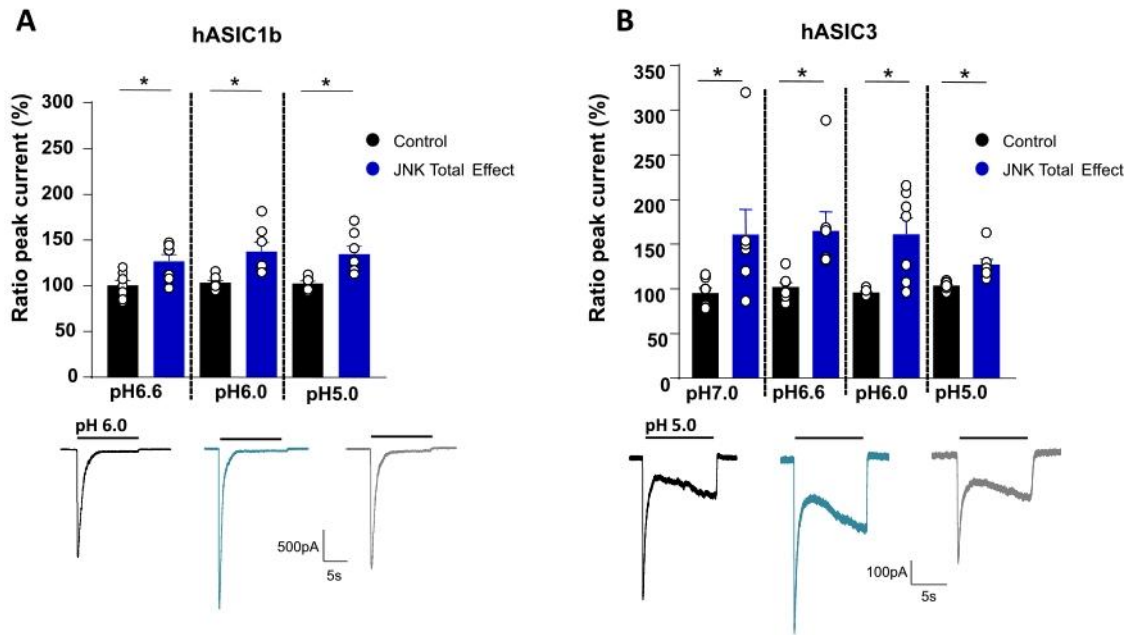 A
hASIC1b
Ratio peak current (%)
300
250
200
150
100
50
0
* * *
Control
JNK Total Effect
pH6.6 pH6.0 pH5.0
pH 6.0
500pA
5s
B
hASIC3
Ratio peak current (%)
350
300
250
200
150
100
50
0
* * * *
Control
JNK Total Effect
pH7.0 pH6.6 pH6.0 pH5.0
pH 5.0
100pA
5s